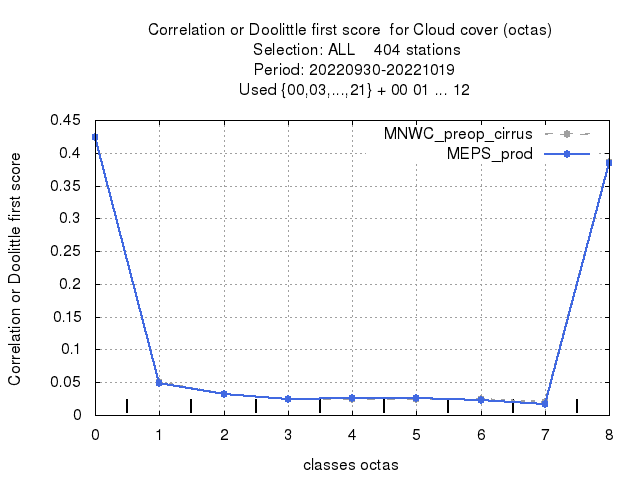 Correlation or Doolittle first score  for Cloud cover (octas)
Selection: ALL    404 stations
Period: 20220930-20221019
Used {00,03,...,21} + 00 01 ... 12
MNWC_preop_cirrus
MEPS_prod
Correlation or Doolittle first score
0.45
0.4
0.35
0.3
0.25
0.2
0.15
0.1
0.05
0
0 1 2 3 4 5 6 7 8
classes octas